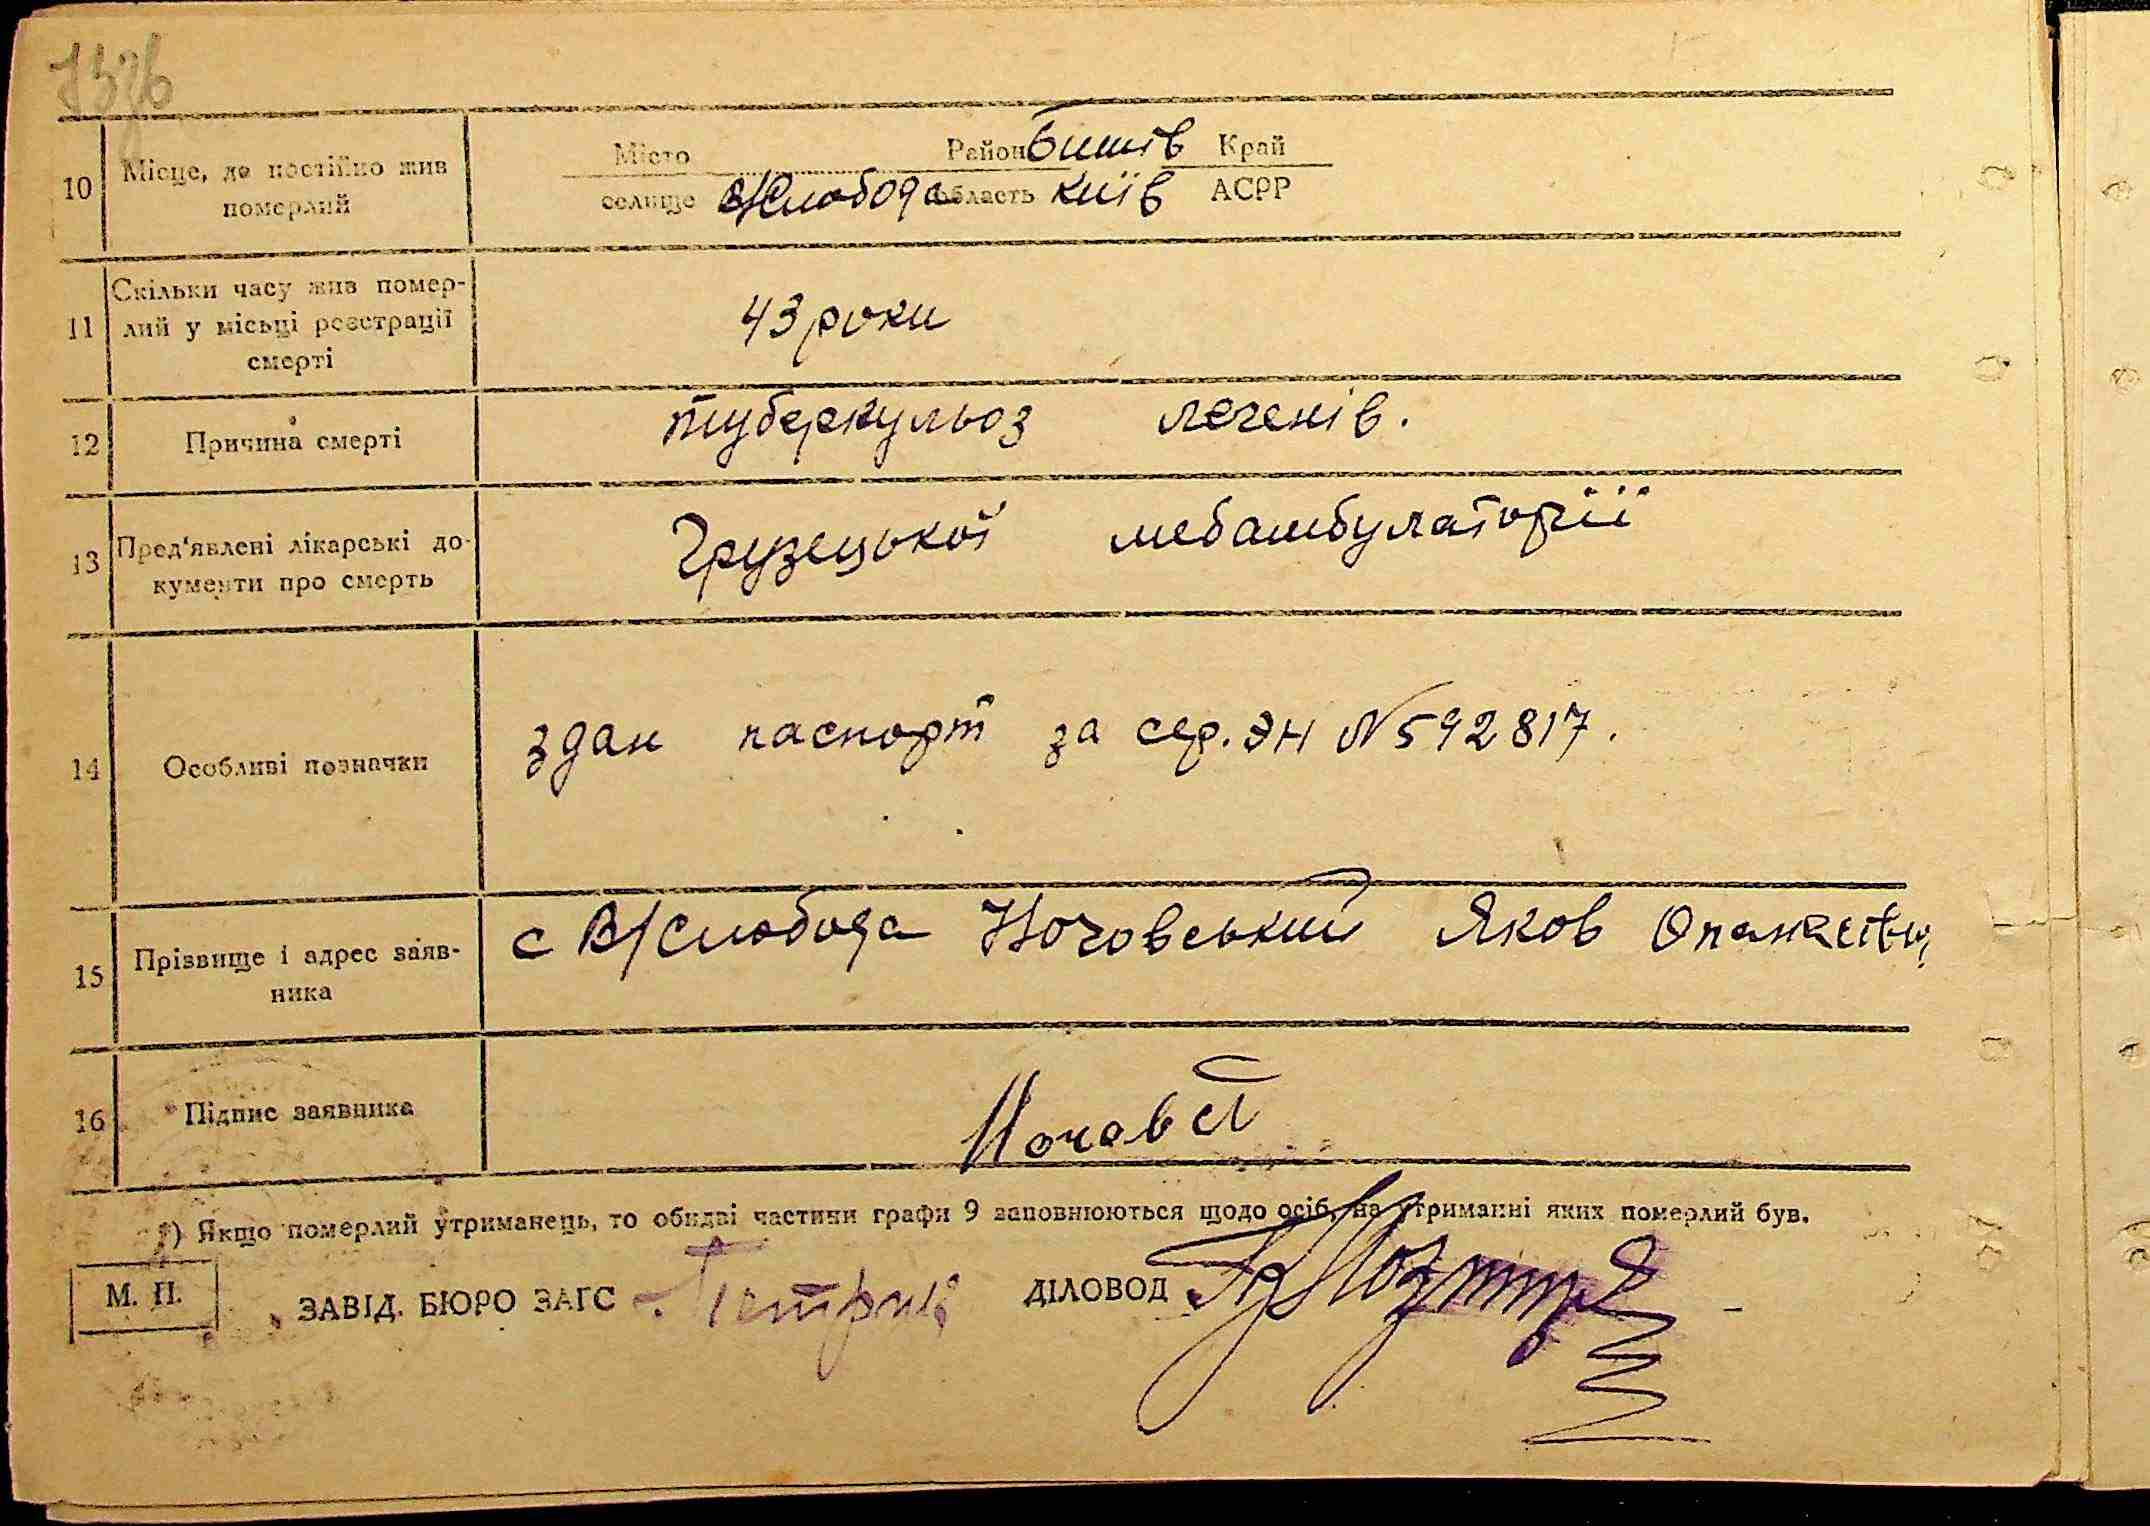 10 Місце, де постійно жив померлий
Місто Район Бишів Край
селище В/Слобода Область Київ АСРР
11 Скільки часу жив померлий у місьці реєстрації смерті
43 роки
12 Причина смерті
туберкульоз легенів.
13 Пред'явлені лікарські документи про смерть
Грузецької медамбулаторії
14 Особливі позначки
здан паспорт за сер. ЭН № 592817.
15 Прізвище і адрес заявника
с В/Слобода Ночовський Яков Опанасів
16 Підпис заявника
*) Якщо померлий утриманець, то обидві частини графи 9 заповнюються щодо осіб, на утриманні яких померлий був.
М. П.
ЗАВІД. БЮРО ЗАГС ДІЛОВОД